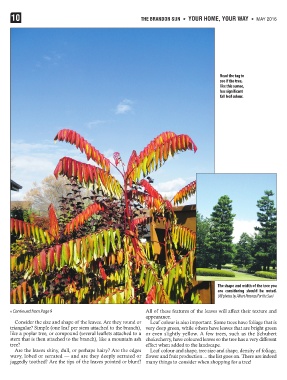 10
THE BRANDON SUN • YOUR HOME, YOUR WAY • MAY 2016
Read the tag to
see if the tree,
like this sumac,
has significant
fall leaf colour.
The shape and width of the tree you
are considering should be noted.
« Continued from Page 9
Consider the size and shape of the leaves. Are they round or
triangular? Simple (one leaf per stem attached to the branch),
like a poplar tree, or compound (several leaflets attached to a
stem that is then attached to the branch), like a mountain ash
tree?
Are the leaves shiny, dull, or perhaps hairy? Are the edges
wavy, lobed or serrated — and are they deeply serrated or
jaggedly toothed? Are the tips of the leaves pointed or blunt?
All of these features of the leaves will affect their texture and
appearance.
Leaf colour is also important. Some trees have foliage that is
very deep green, while others have leaves that are bright green
or even slightly yellow. A few trees, such as the Schubert
chokecherry, have coloured leaves so the tree has a very different
effect when added to the landscape.
Leaf colour and shape, tree size and shape, density of foliage,
flower and fruit production ... the list goes on. There are indeed
many things to consider when shopping for a tree!